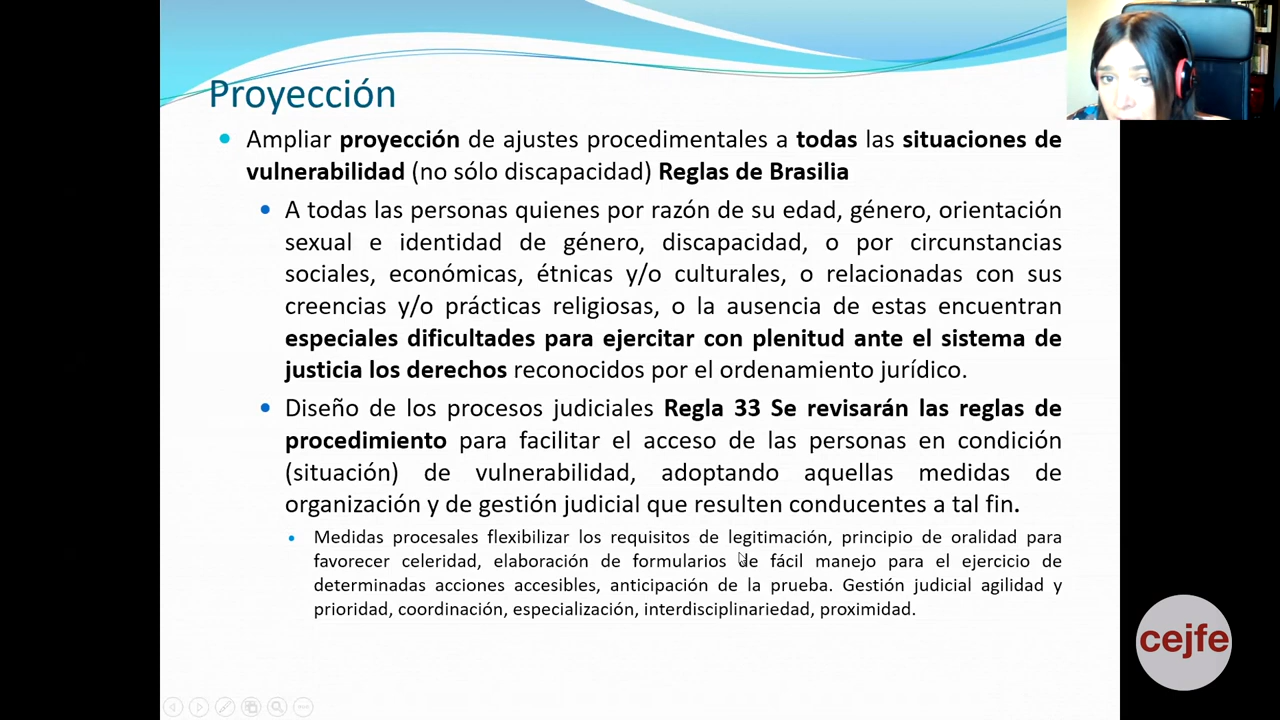 Proyección
Ampliar proyección de ajustes procedimentales a todas las situaciones de
vulnerabilidad (no sólo discapacidad) Reglas de Brasilia
A todas las personas quienes por razón de su edad, género, orientación
sexual e identidad de género, discapacidad, o por circunstancias
sociales, económicas, étnicas y/o culturales, o relacionadas con sus
creencias y/o prácticas religiosas, o la ausencia de estas encuentran
especiales dificultades para ejercitar con plenitud ante el sistema de
justicia los derechos reconocidos por el ordenamiento jurídico.
Diseño de los procesos judiciales Regla 33 Se revisarán las reglas de
procedimiento para facilitar el acceso de las personas en condición
(situación) de vulnerabilidad, adoptando aquellas medidas de
organización y de gestión judicial que resulten conducentes a tal fin.
Medidas procesales flexibilizar los requisitos de legitimación, principio de oralidad para
favorecer celeridad, elaboración de formularios de fácil manejo para el ejercicio de
determinadas acciones accesibles, anticipación de la prueba. Gestión judicial agilidad y
prioridad, coordinación, especialización, interdisciplinariedad, proximidad.
cejfe